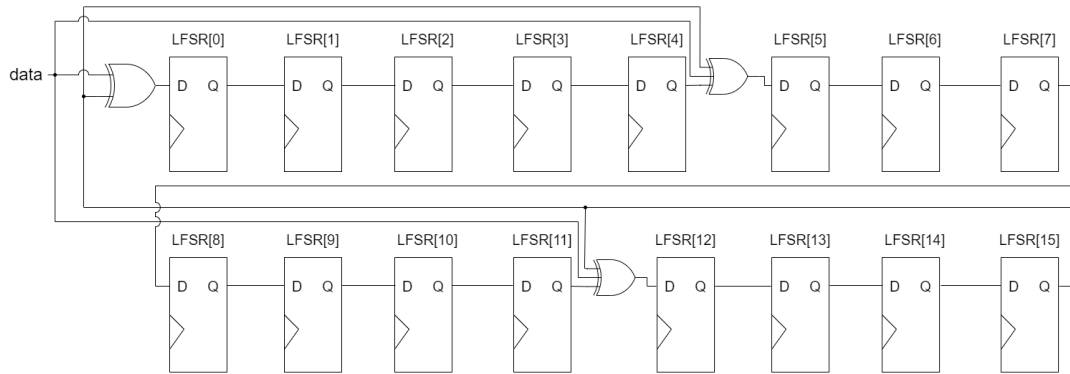 LFSR[0] LFSR[1] LFSR[2] LFSR[3] LFSR[4] LFSR[5] LFSR[6] LFSR[7]
data D Q D Q D Q D Q D Q D Q D Q D Q
LFSR[8] LFSR[9] LFSR[10] LFSR[11] LFSR[12] LFSR[13] LFSR[14] LFSR[15]
D Q D Q D Q D Q D Q D Q D Q D Q